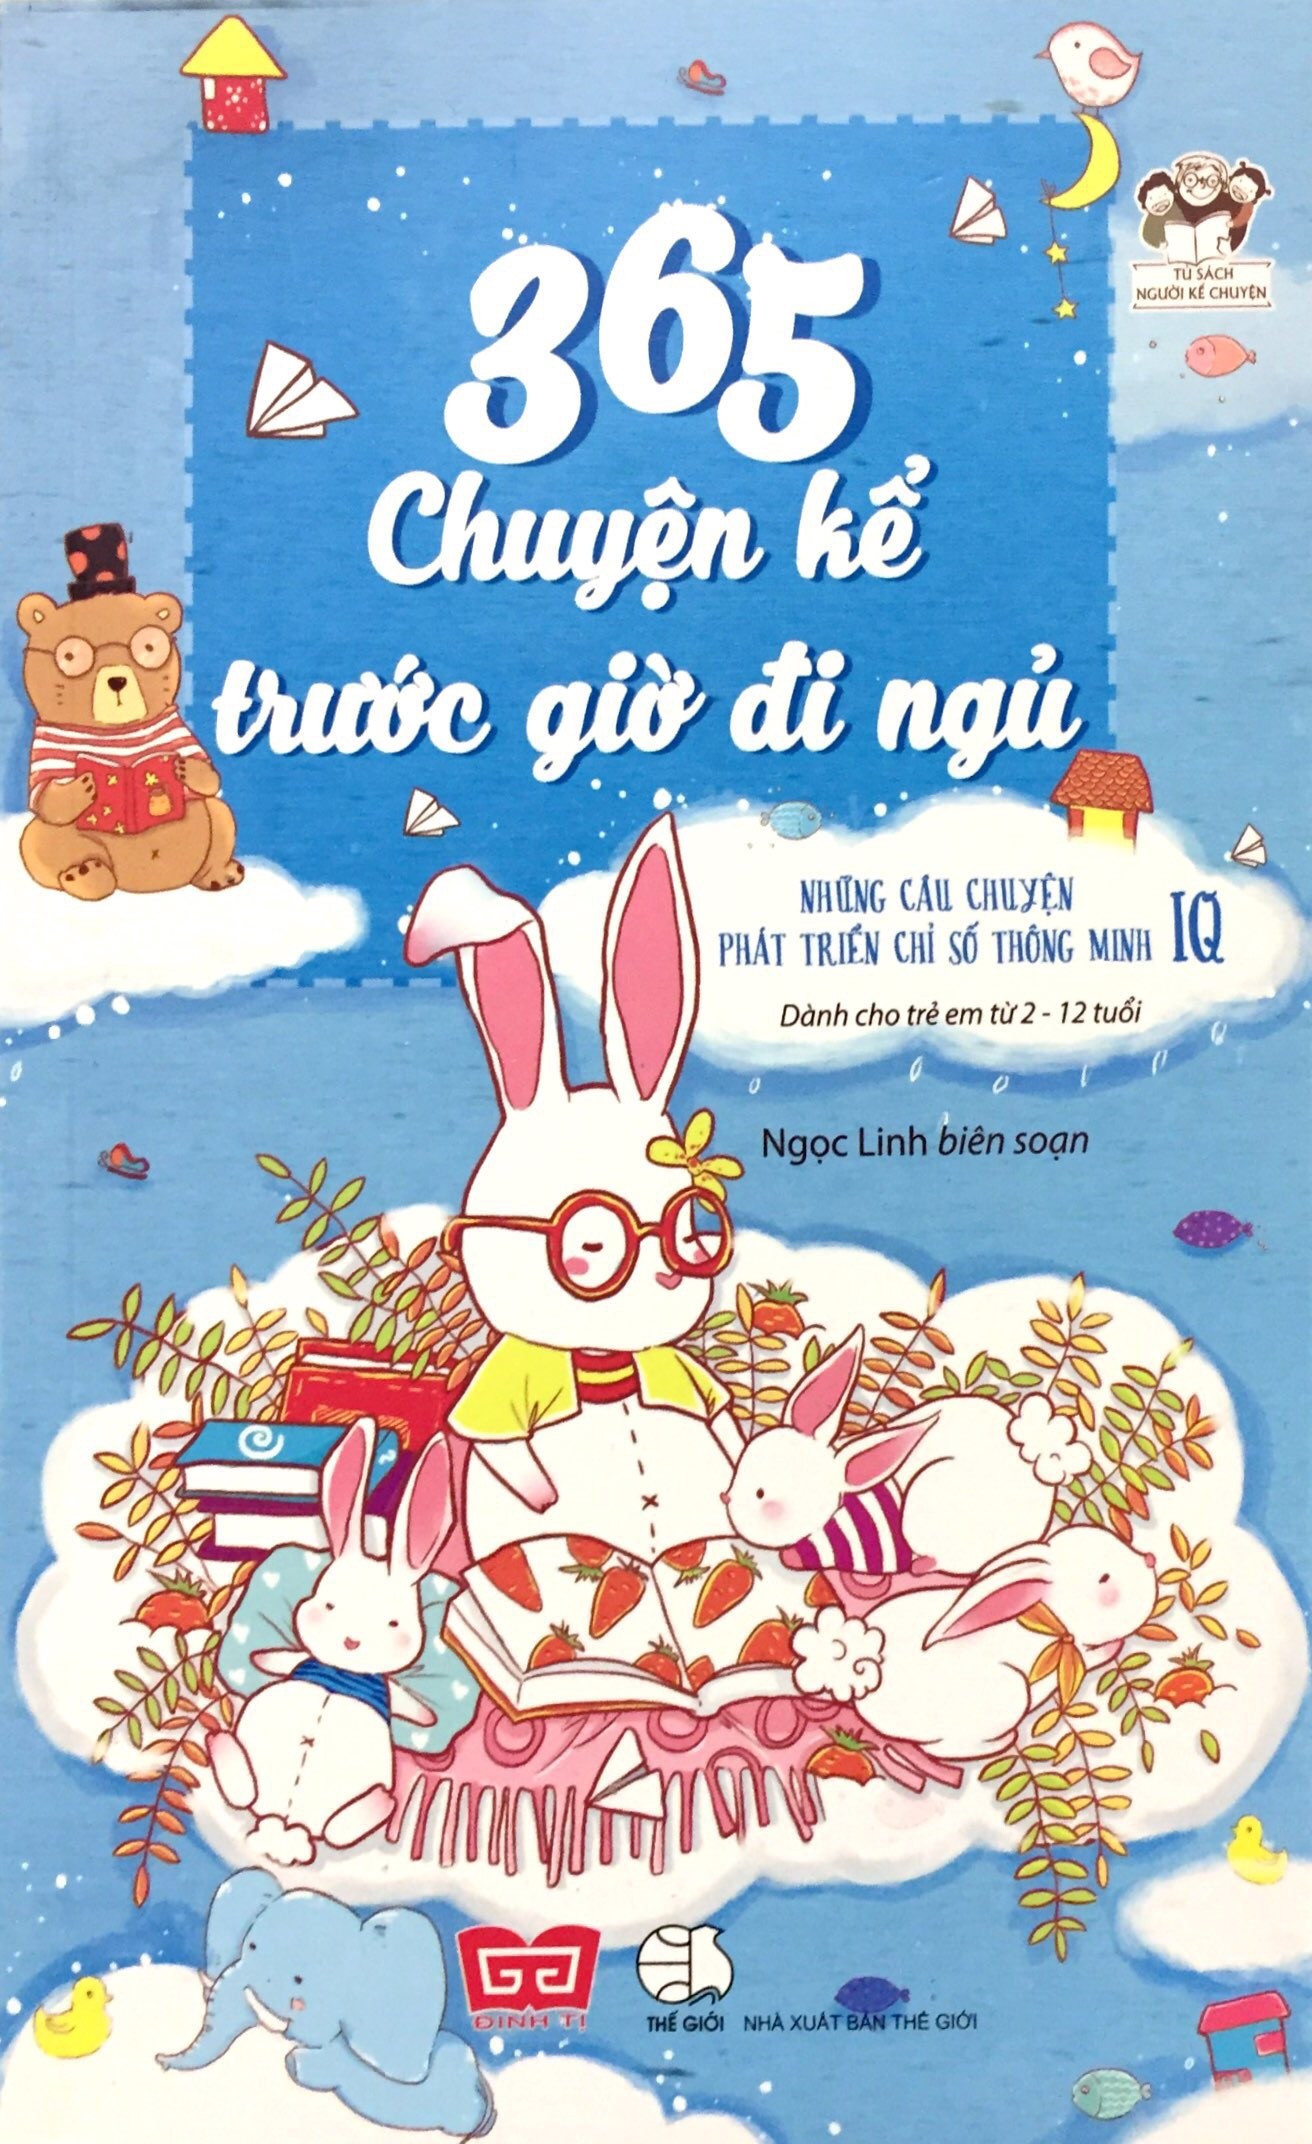 TỦ SÁCH
NGƯỜI KỂ CHUYỆN
365
Chuyện kể
trước giờ đi ngủ
NHỮNG CÂU CHUYỆN
PHÁT TRIỂN CHỈ SỐ THÔNG MINH IQ
Dành cho trẻ em từ 2 - 12 tuổi
Ngọc Linh biên soạn
ĐINH TỊ
THẾ GIỚI NHÀ XUẤT BẢN THẾ GIỚI